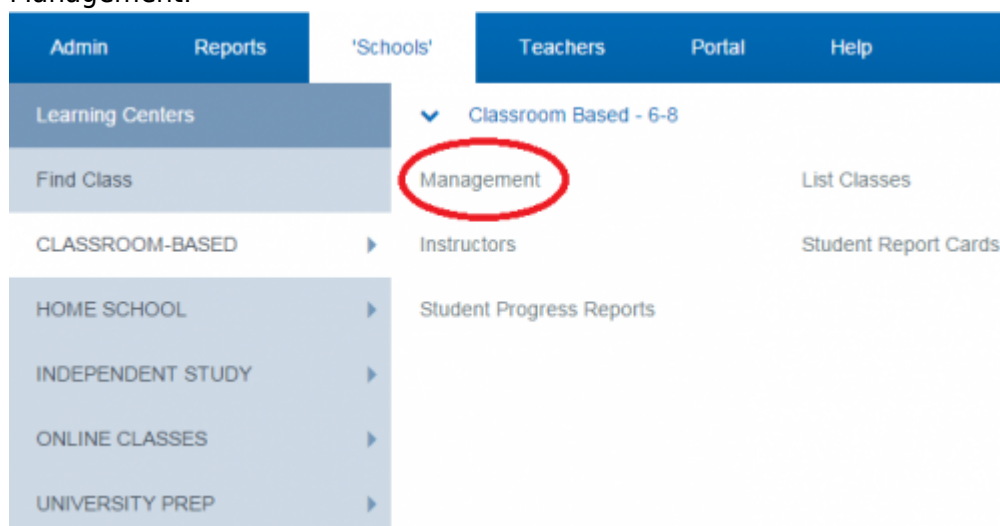 Management.
Admin Reports 'Schools' Teachers Portal Help
Learning Centers Classroom Based - 6-8
Find Class Management List Classes
CLASSROOM-BASED Instructors Student Report Cards
HOME SCHOOL Student Progress Reports
INDEPENDENT STUDY
ONLINE CLASSES
UNIVERSITY PREP